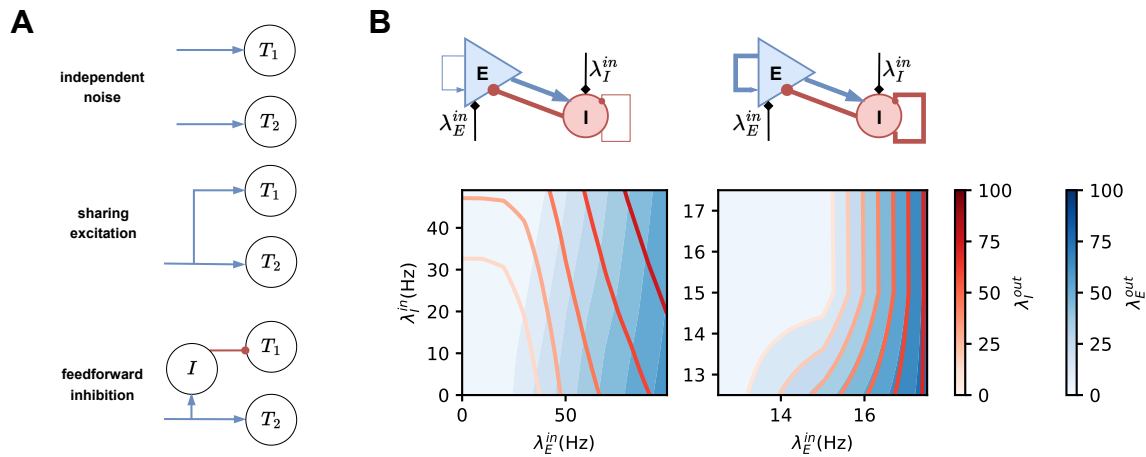 A
B
independent
noise
T₁
T₂
sharing
excitation
T₁
T₂
feedforward
inhibition
I
T₁
T₂
E
I
λ_E^{in}
λ_I^{in}
E
I
λ_E^{in}
λ_I^{in}
40
30
20
10
0
λ_I^{in}(Hz)
0
50
λ_E^{in}(Hz)
17
16
15
14
13
14
16
λ_E^{in}(Hz)
100
75
50
25
0
λ_I^{out}
100
75
50
25
0
λ_E^{out}